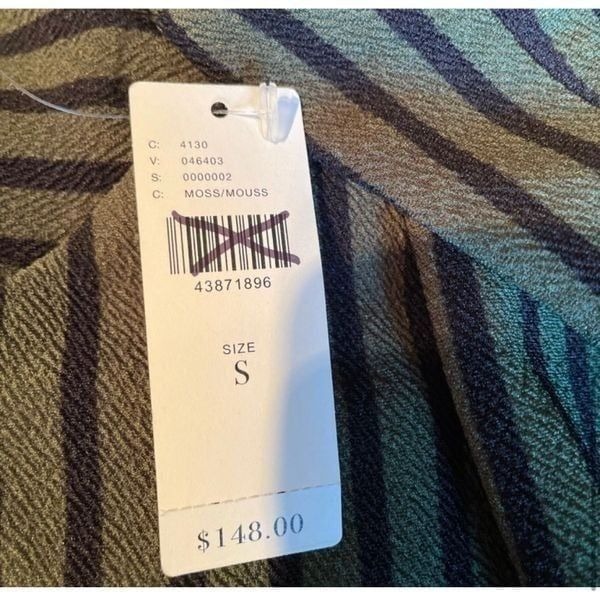 C: 4130
V: 046403
S: 0000002
C: MOSS/MOUSS
43871896
SIZE
S
$148.00